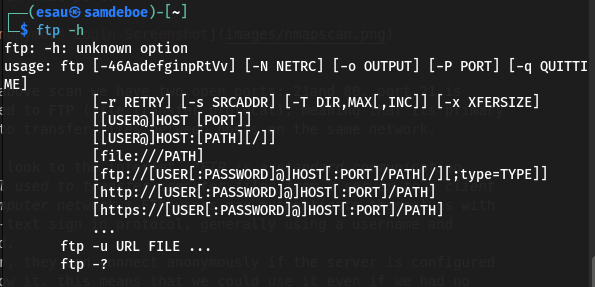 ┌──(esau㉿samdeboe)-[~]
└─$ ftp -h
ftp: -h: unknown option
usage: ftp [-46AadefginpRtVv] [-N NETRC] [-o OUTPUT] [-P PORT] [-q QUITTI
ME]
[-r RETRY] [-s SRCADDR] [-T DIR,MAX[,INC]] [-x XFERSIZE]
[[USER@]HOST [PORT]]
[[USER@]HOST:[PATH][/]]
[file:///PATH]
[ftp://[USER[:PASSWORD]@]HOST[:PORT]/PATH[/][;type=TYPE]]
[http://[USER[:PASSWORD]@]HOST[:PORT]/PATH]
[https://[USER[:PASSWORD]@]HOST[:PORT]/PATH]
...
ftp -u URL FILE ...
ftp -?